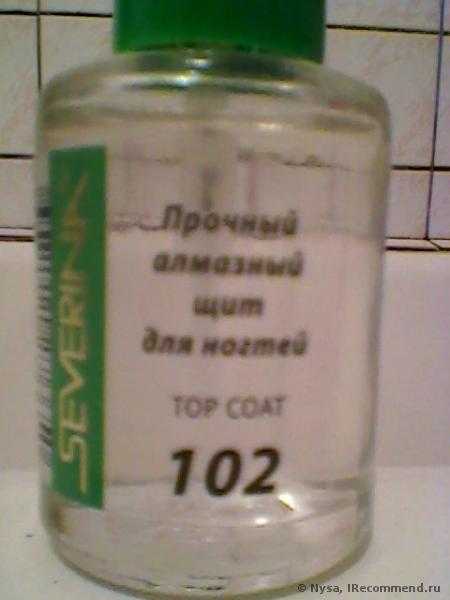 SEVERINA
Прочный
алмазный
щит
для ногтей
TOP COAT
102
© Nysa, IRecommend.ru